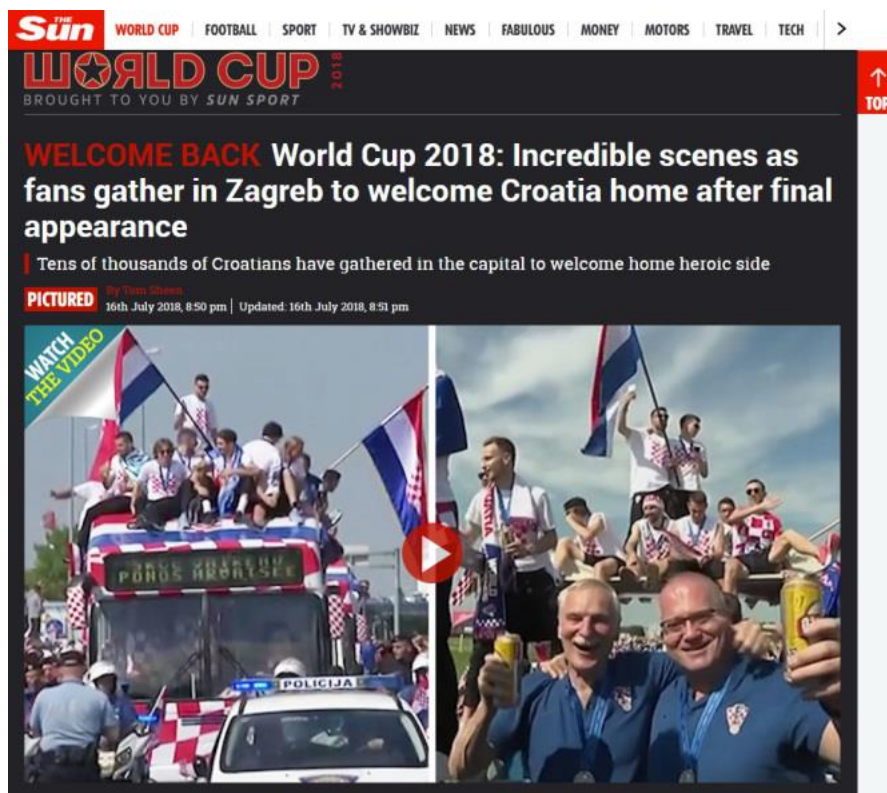 THE
Sun
WORLD CUP
FOOTBALL
SPORT
TV & SHOWBIZ
NEWS
FABULOUS
MONEY
MOTORS
TRAVEL
TECH
WORLD CUP
2018
BROUGHT TO YOU BY SUN SPORT
TOP
WELCOME BACK World Cup 2018: Incredible scenes as
fans gather in Zagreb to welcome Croatia home after final
appearance
Tens of thousands of Croatians have gathered in the capital to welcome home heroic side
PICTURED
By Tom Sheen
16th July 2018, 8:50 pm
Updated: 16th July 2018, 8:51 pm
WATCH
THE VIDEO
PONOS HRVATSKE
POLICIJA